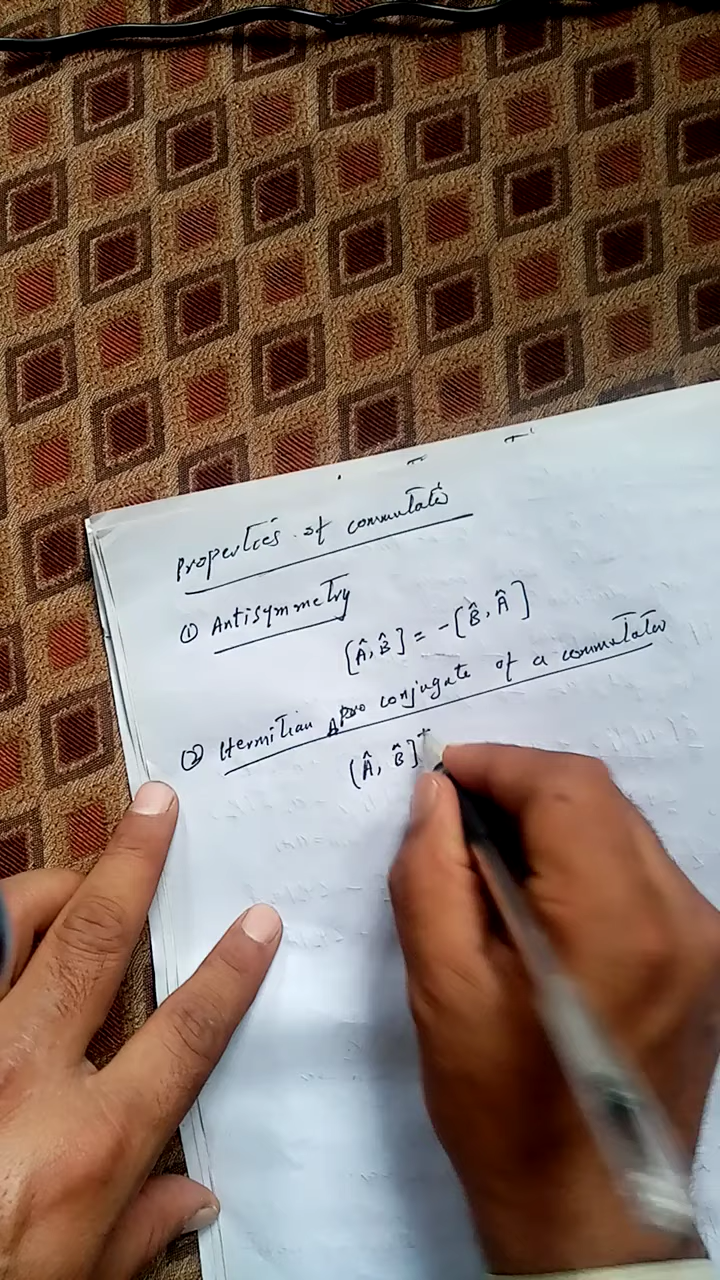 Properties of commutator
① Antisymmetry
[Â, B̂] = -[B̂, Â]
② Hermitian conjugate of a commutator
[Â, B̂]†